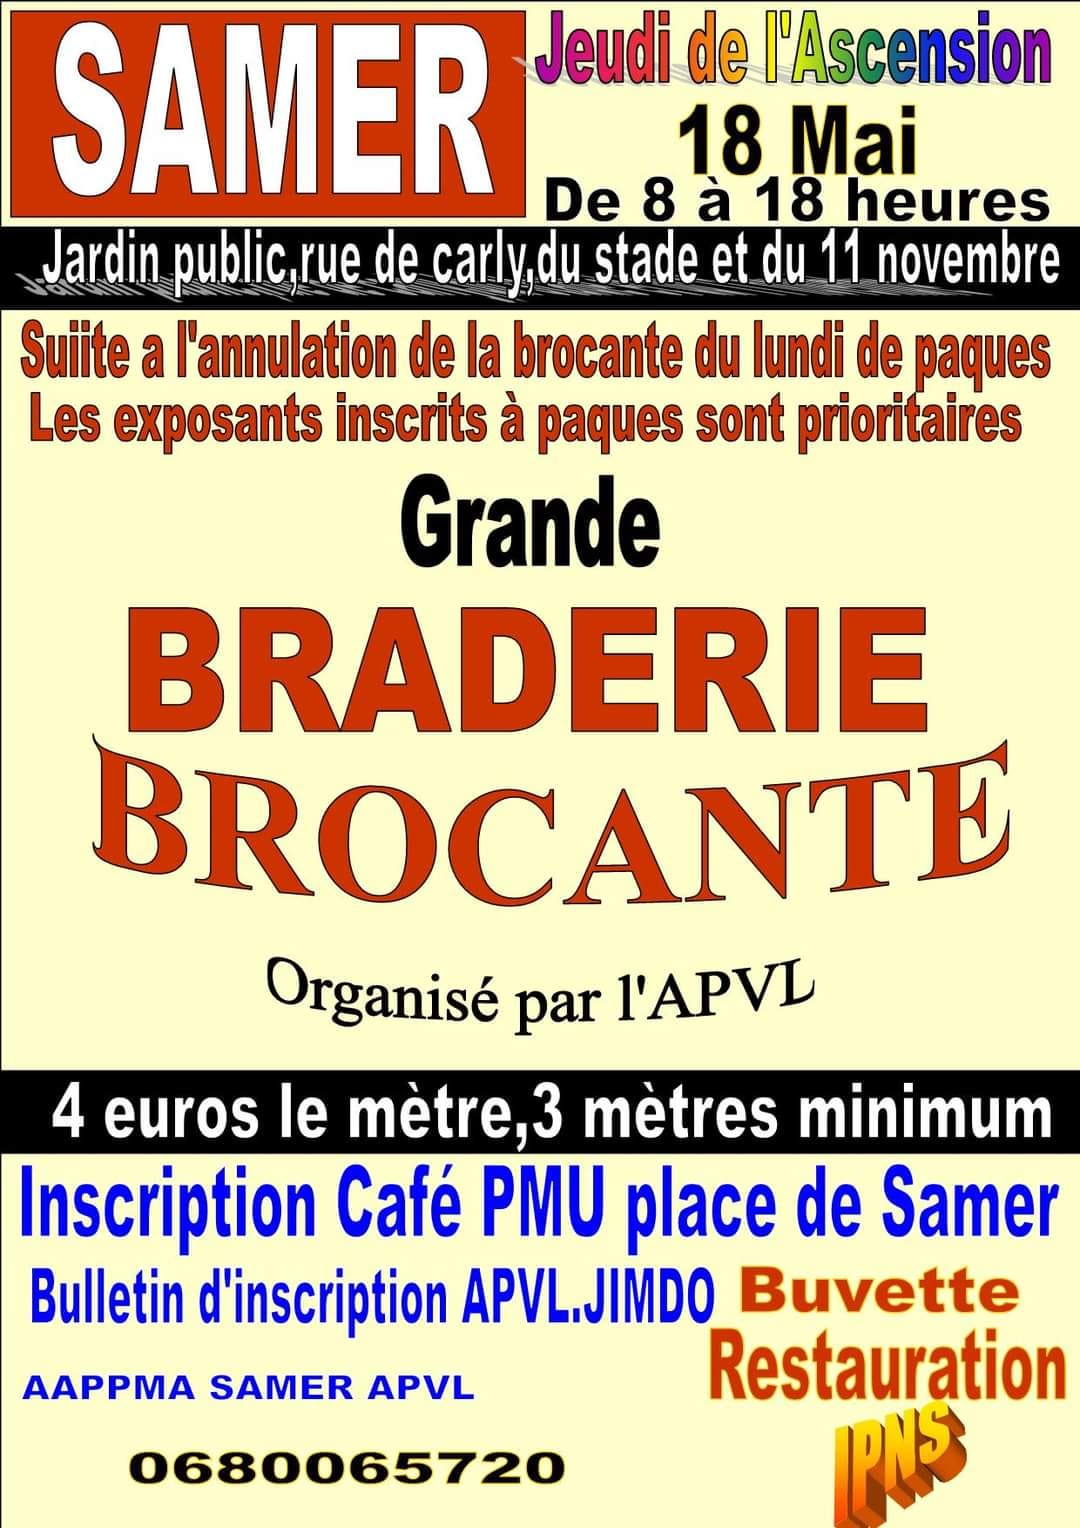 SAMER
Jeudi de l'Ascension
18 Mai
De 8 à 18 heures
Jardin public,rue de carly,du stade et du 11 novembre
Suiite a l'annulation de la brocante du lundi de paques
Les exposants inscrits à paques sont prioritaires
Grande
BRADERIE
BROCANTE
Organisé par l'APVL
4 euros le mètre,3 mètres minimum
Inscription Café PMU place de Samer
Bulletin d'inscription APVL.JIMDO
Buvette
Restauration
AAPPMA SAMER APVL
0680065720
IPNS